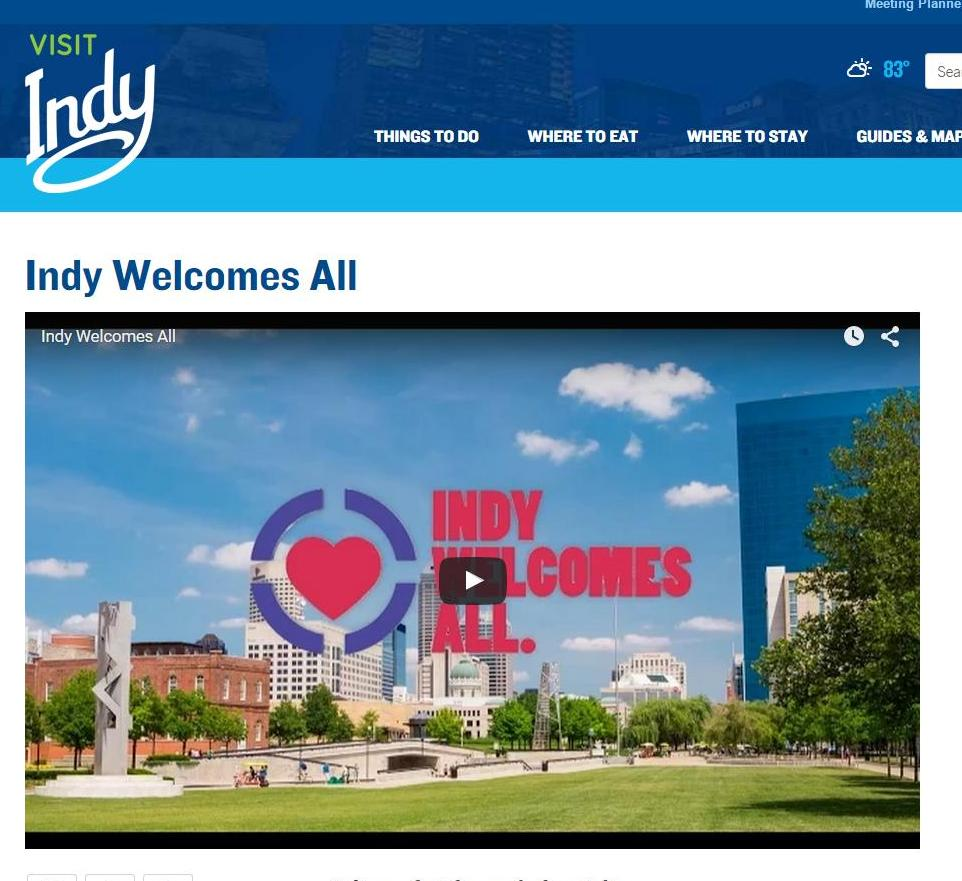 Meeting Planne
VISIT
Indy
83°
Sea
THINGS TO DO
WHERE TO EAT
WHERE TO STAY
GUIDES & MAP
Indy Welcomes All
Indy Welcomes All
INDY
WELCOMES
ALL.